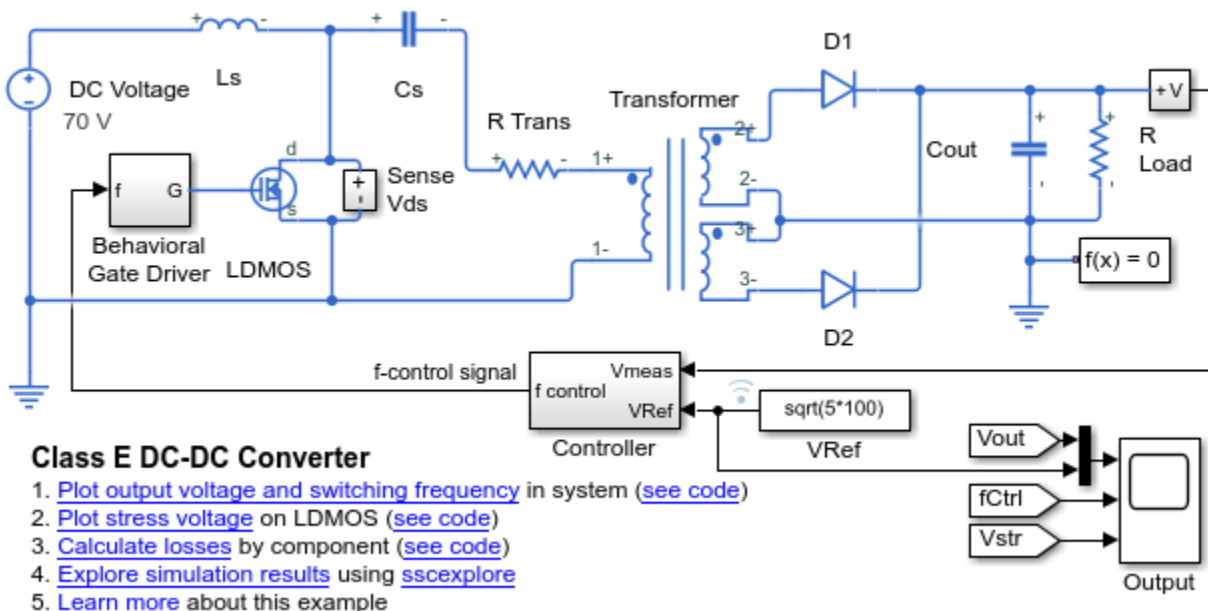 + -
+ -
D1
+
-
DC Voltage
70 V
Ls
Cs
Transformer
R Trans
2+
+V
+ +
Cout
R
Load
d
+ - 1+
2-
- -
f G
+
-
Sense
Vds
s
3+
Behavioral
Gate Driver
LDMOS
1-
3-
f(x) = 0
D2
f-control signal
f control
Vmeas
VRef
sqrt(5*100)
Controller
VRef
Vout
fCtrl
Vstr
Output
Class E DC-DC Converter
1. Plot output voltage and switching frequency in system (see code)
2. Plot stress voltage on LDMOS (see code)
3. Calculate losses by component (see code)
4. Explore simulation results using sscexplore
5. Learn more about this example